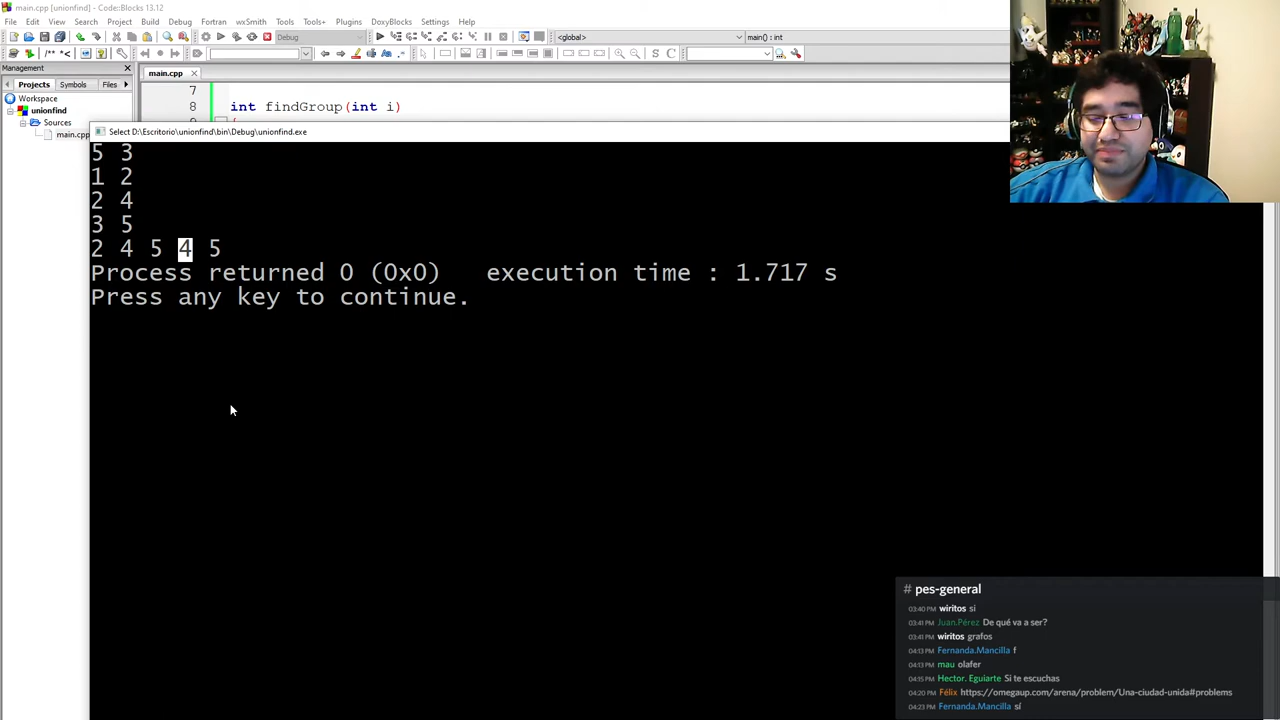 main.cpp [unionfind] - Code::Blocks 13.12
File Edit View Search Project Build Debug Fortran wxSmith Tools Tools+ Plugins DoxyBlocks Settings Help
Debug <global> main() : int
/** *< S C
Management
Projects Symbols Files
main.cpp
Workspace
unionfind
Sources
main.cpp
7
8 int findGroup(int i)
Select D:\Escritorio\unionfind\bin\Debug\unionfind.exe
5 3
1 2
2 4
3 5
2 4 5 4 5
Process returned 0 (0x0) execution time : 1.717 s
Press any key to continue.
# pes-general
03:40 PM wiritos si
03:41 PM Juan.Pérez De qué va a ser?
03:41 PM wiritos grafos
04:13 PM Fernanda.Mancilla f
04:13 PM mau olafer
04:15 PM Hector. Eguiarte Si te escuchas
04:20 PM Félix https://omegaup.com/arena/problem/Una-ciudad-unida#problems
04:23 PM Fernanda.Mancilla sí